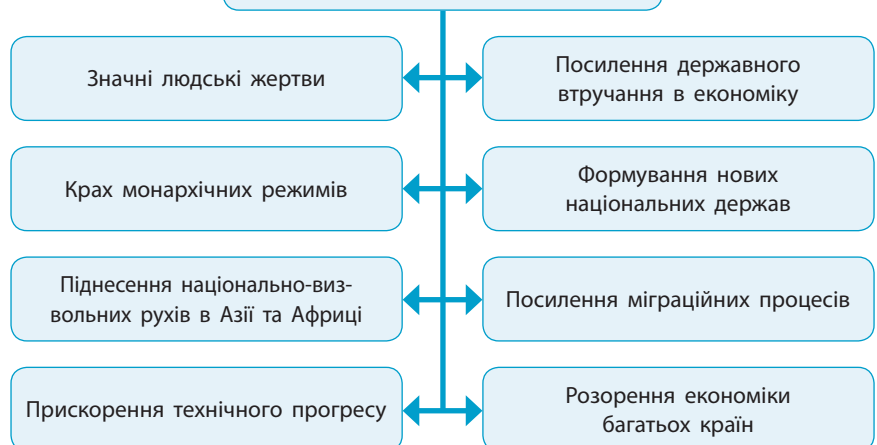 Значні людські жертви
Посилення державного
втручання в економіку
Крах монархічних режимів
Формування нових
національних держав
Піднесення національно-виз-
вольних рухів в Азії та Африці
Посилення міграційних процесів
Прискорення технічного прогресу
Розорення економіки
багатьох країн